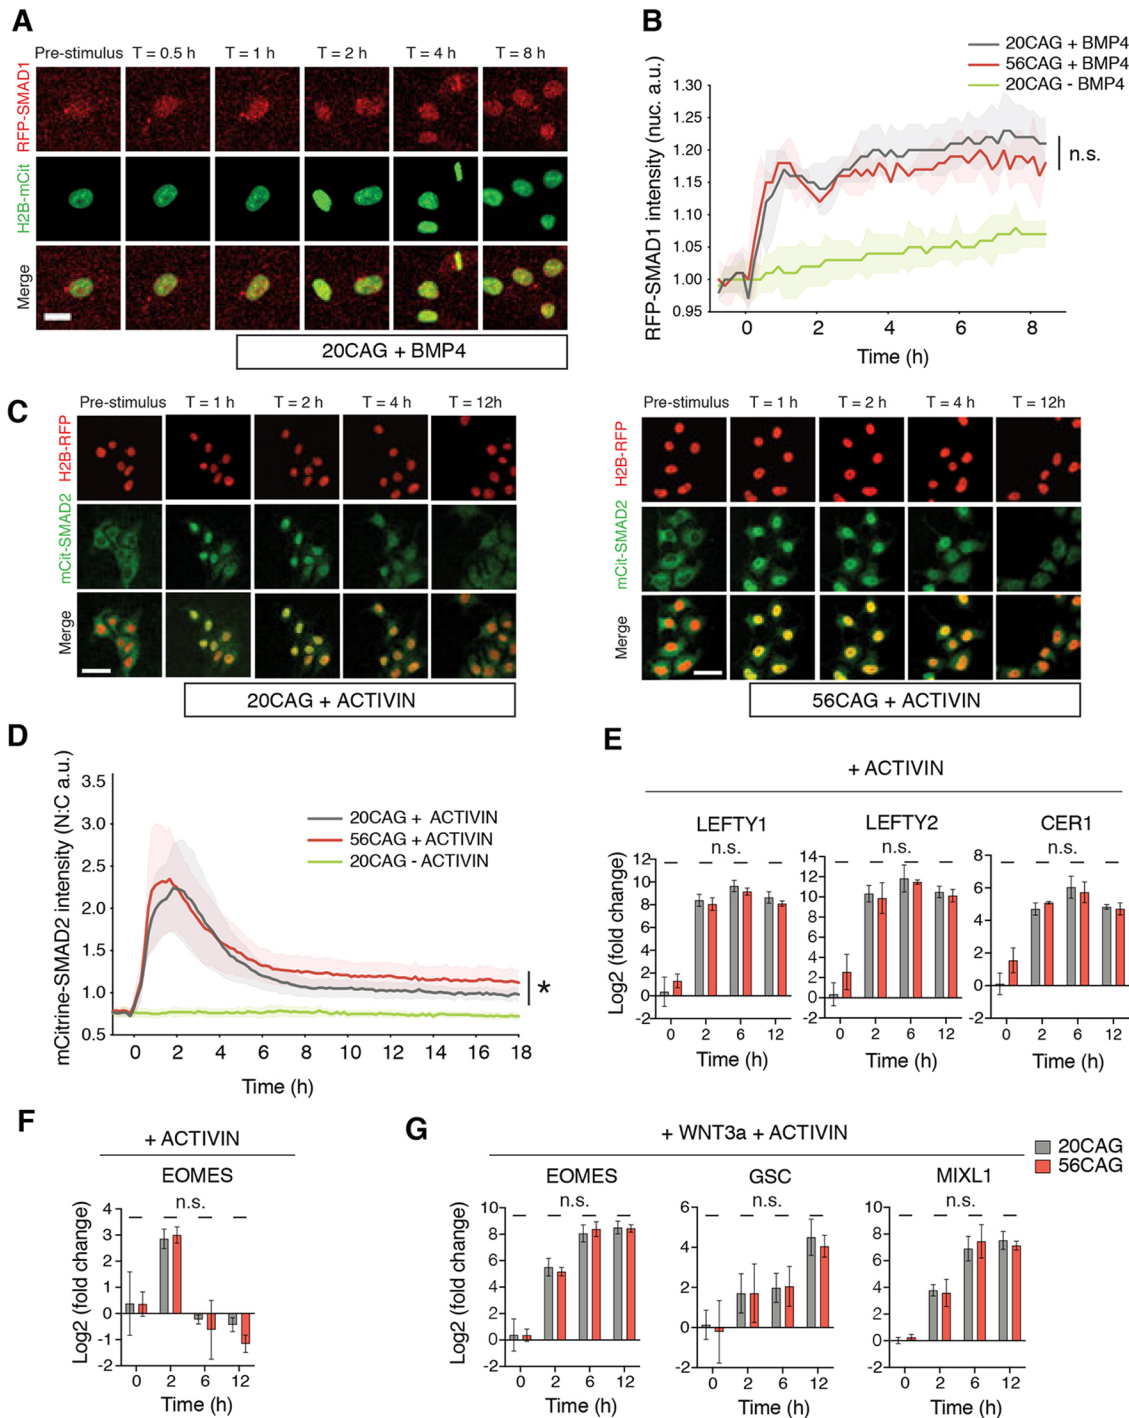 A
Pre-stimulus T = 0.5 h T = 1 h T = 2 h T = 4 h T = 8 h
RFP-SMAD1
H2B-mCit
Merge
20CAG + BMP4
B
20CAG + BMP4
56CAG + BMP4
20CAG - BMP4
RFP-SMAD1 intensity (nuc. a.u.)
1.30
1.25
1.20
1.15
1.10
1.05
1.00
0.95
n.s.
0 2 4 6 8
Time (h)
C
Pre-stimulus T = 1 h T = 2 h T = 4 h T = 12h
H2B-RFP
mCit-SMAD2
Merge
20CAG + ACTIVIN
Pre-stimulus T = 1 h T = 2 h T = 4 h T = 12h
H2B-RFP
mCit-SMAD2
Merge
56CAG + ACTIVIN
D
mCitrine-SMAD2 intensity (N:C a.u.)
3.5
3.0
2.5
2.0
1.5
1.0
0.5
20CAG + ACTIVIN
56CAG + ACTIVIN
20CAG - ACTIVIN
*
0 2 4 6 8 10 12 14 16 18
Time (h)
E
+ ACTIVIN
LEFTY1
n.s.
Log2 (fold change)
12
10
8
6
4
2
0
-2
0 2 6 12
Time (h)
LEFTY2
n.s.
14
12
10
8
6
4
2
0
-2
0 2 6 12
Time (h)
CER1
n.s.
8
6
4
2
0
-2
0 2 6 12
Time (h)
F
+ ACTIVIN
EOMES
n.s.
Log2 (fold change)
4
3
2
1
0
-1
-2
0 2 6 12
Time (h)
G
+ WNT3a + ACTIVIN
20CAG
56CAG
EOMES
n.s.
Log2 (fold change)
10
8
6
4
2
0
-2
0 2 6 12
Time (h)
GSC
n.s.
6
4
2
0
-2
0 2 6 12
Time (h)
MIXL1
n.s.
10
8
6
4
2
0
-2
0 2 6 12
Time (h)